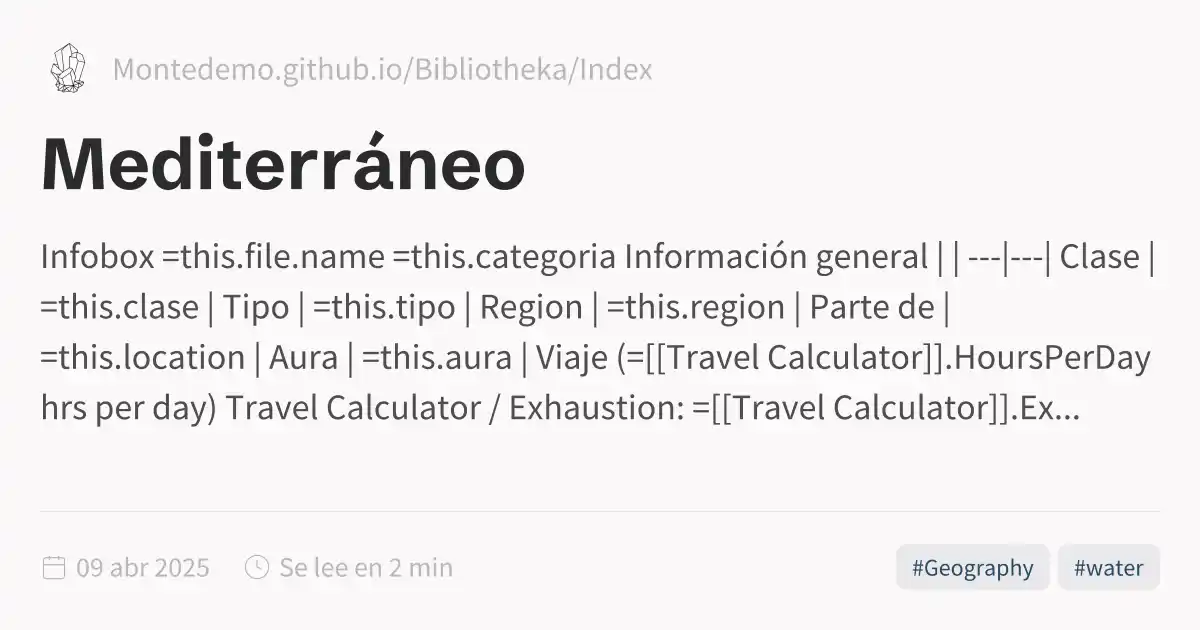 Montedemo.github.io/Bibliotheka/Index
Mediterráneo
Infobox =this.file.name =this.categoria Información general | | ---|---| Clase |
=this.clase | Tipo | =this.tipo | Region | =this.region | Parte de |
=this.location | Aura | =this.aura | Viaje (=[[Travel Calculator]].HoursPerDay
hrs per day) Travel Calculator / Exhaustion: =[[Travel Calculator]].Ex...
09 abr 2025 Se lee en 2 min #Geography #water